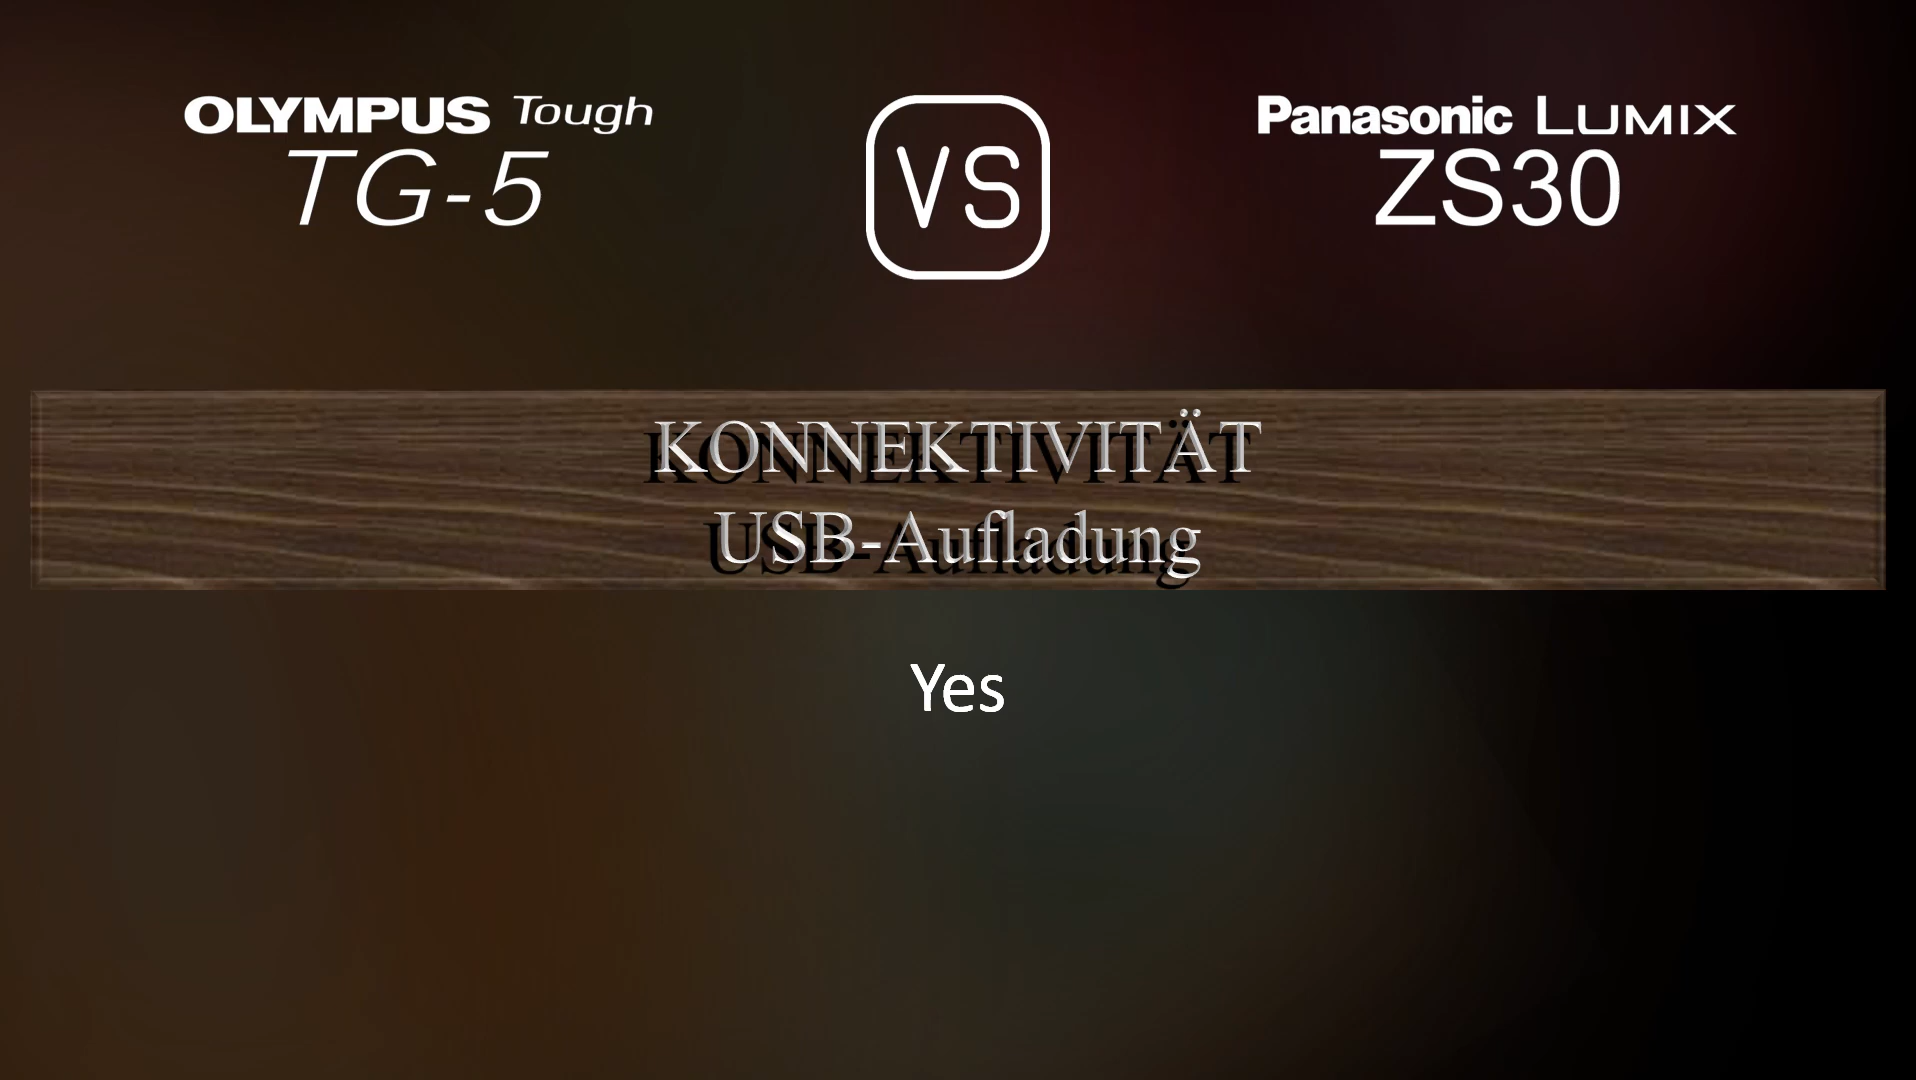 OLYMPUS Tough
TG-5
VS
Panasonic LUMIX
ZS30
KONNEKTIVITÄT
USB-Aufladung
Yes